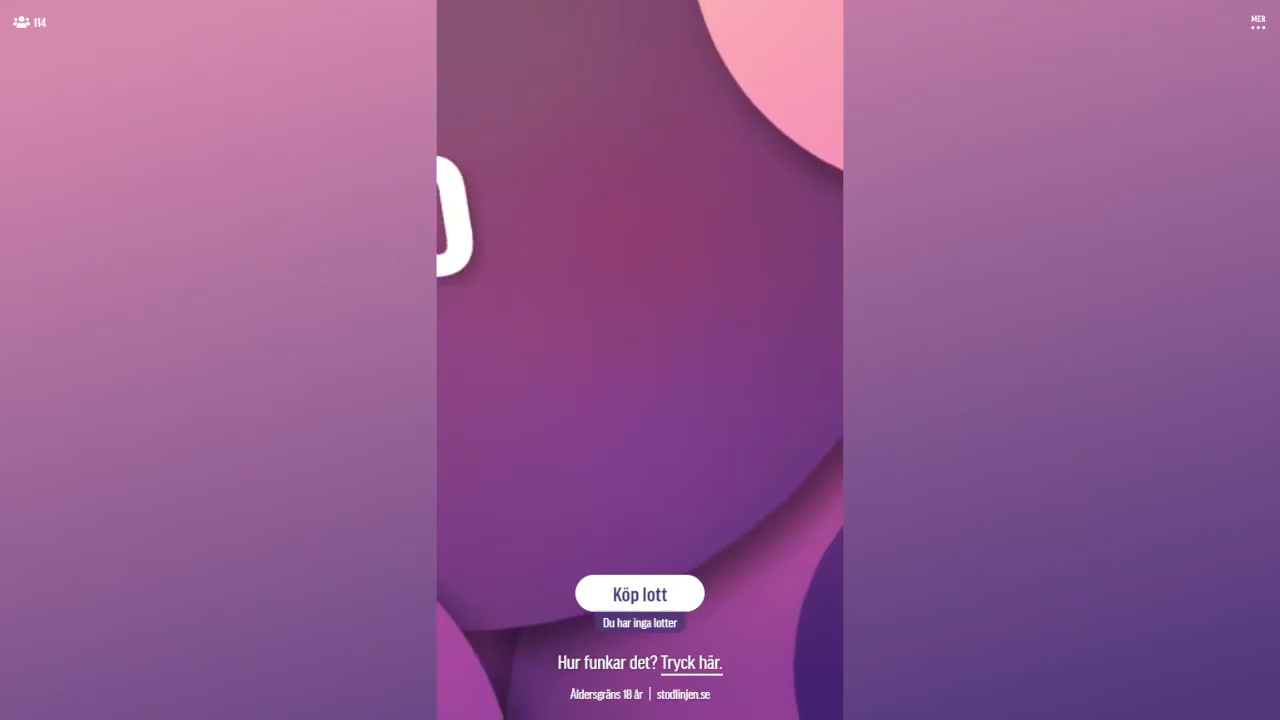 114
MER
Köp lott
Du har inga lotter
Hur funkar det? Tryck här.
Åldersgräns 18 år | stodlinjen.se